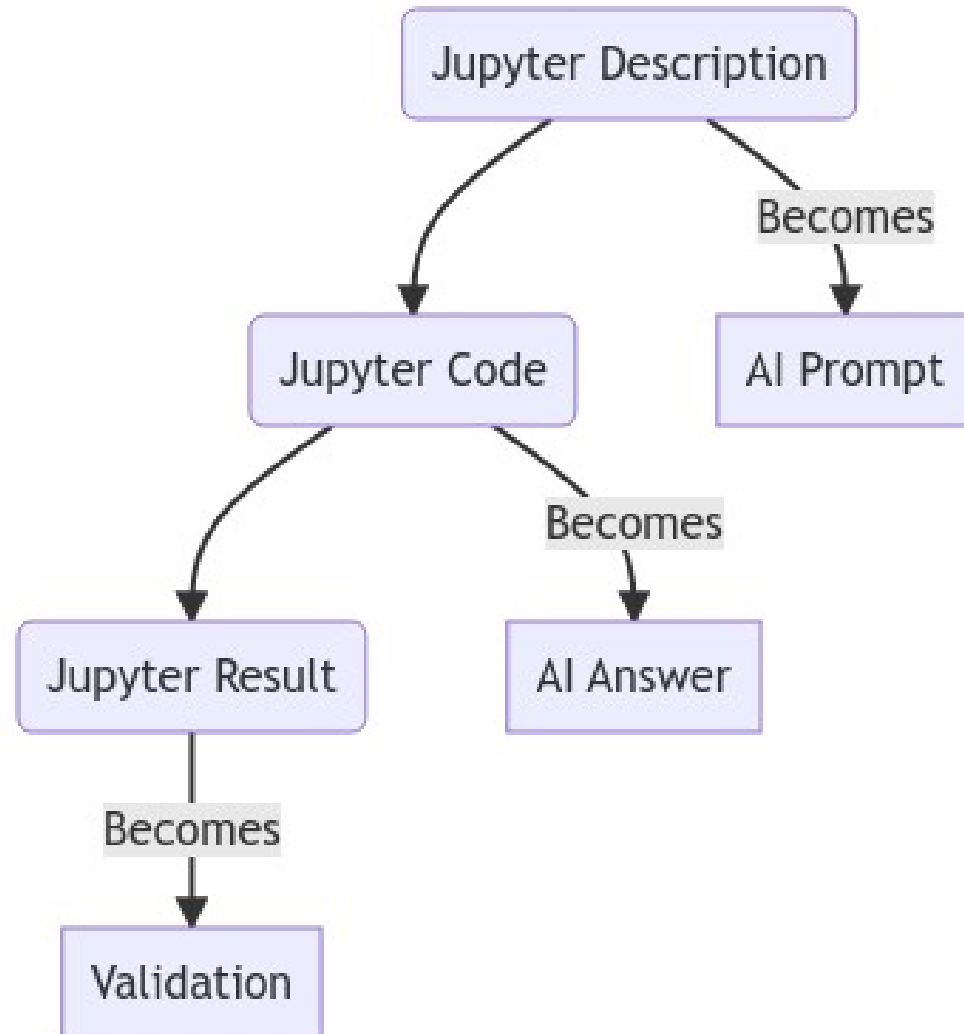 Jupyter Description
Becomes
Jupyter Code
AI Prompt
Becomes
Jupyter Result
AI Answer
Becomes
Validation